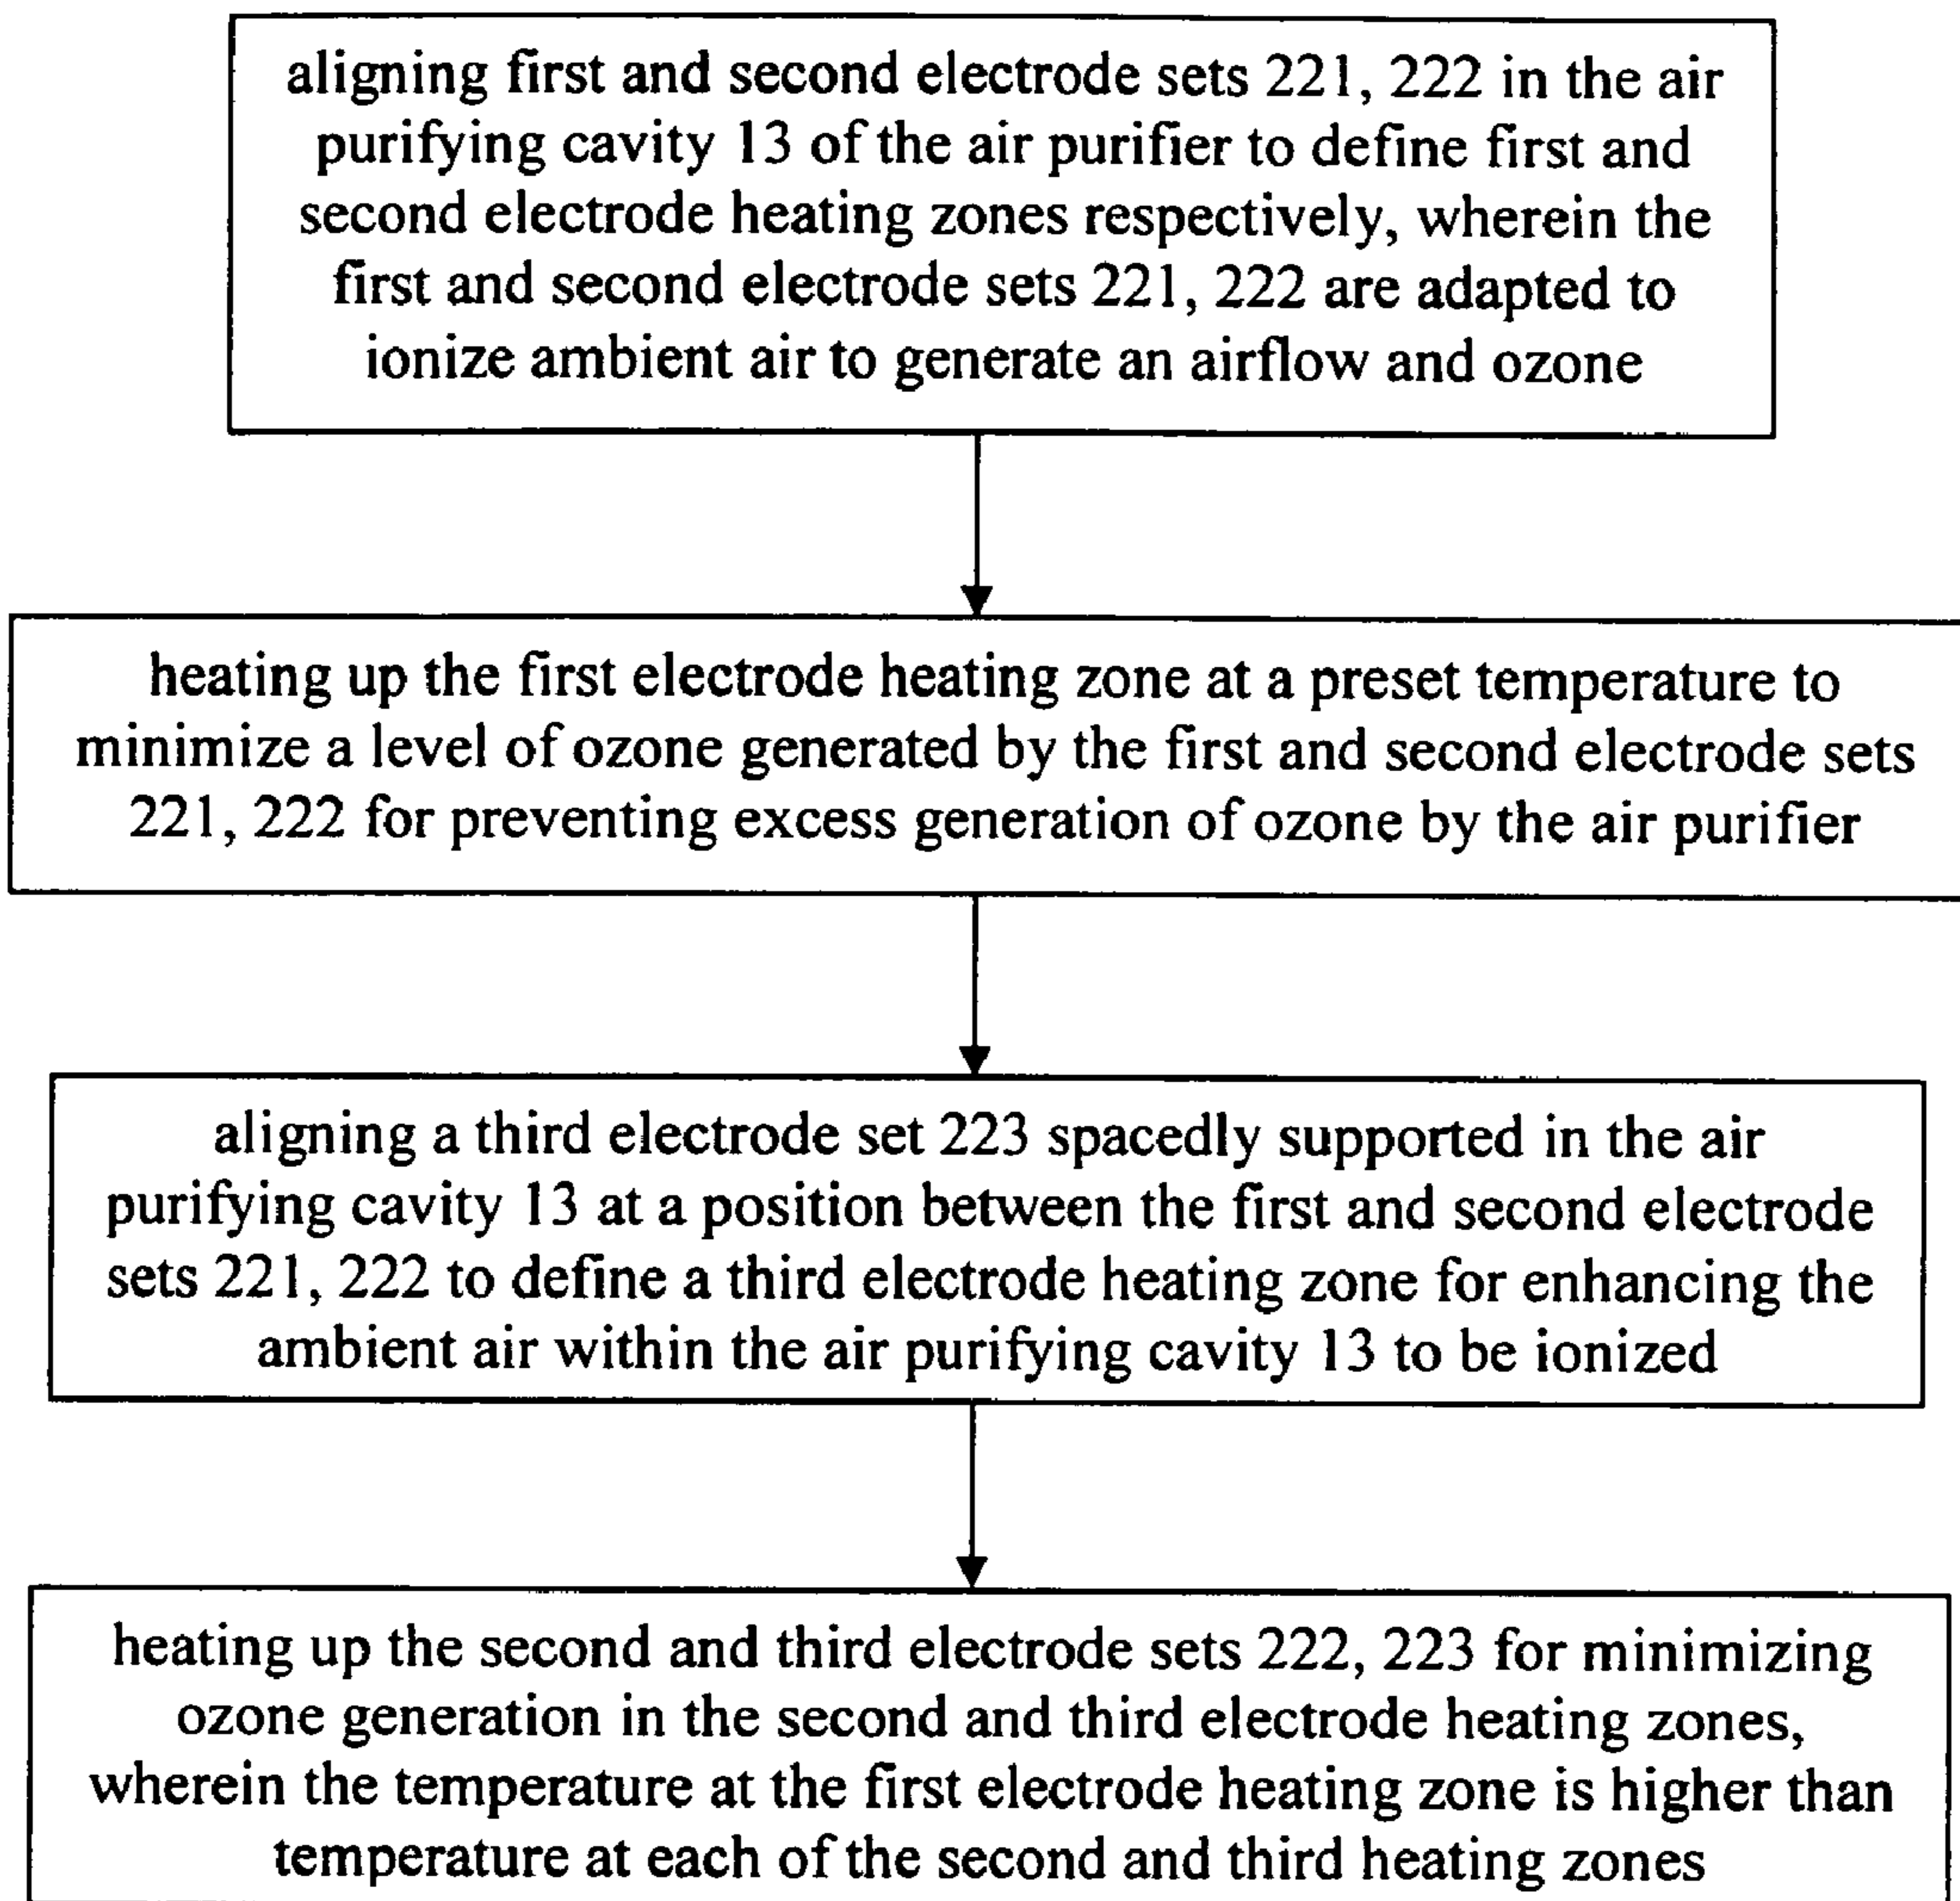 aligning first and second electrode sets 221, 222 in the air
purifying cavity 13 of the air purifier to define first and
second electrode heating zones respectively, wherein the
first and second electrode sets 221, 222 are adapted to
ionize ambient air to generate an airflow and ozone
heating up the first electrode heating zone at a preset temperature to
minimize a level of ozone generated by the first and second electrode sets
221, 222 for preventing excess generation of ozone by the air purifier
aligning a third electrode set 223 spacedly supported in the air
purifying cavity 13 at a position between the first and second electrode
sets 221, 222 to define a third electrode heating zone for enhancing the
ambient air within the air purifying cavity 13 to be ionized
heating up the second and third electrode sets 222, 223 for minimizing
ozone generation in the second and third electrode heating zones,
wherein the temperature at the first electrode heating zone is higher than
temperature at each of the second and third heating zones